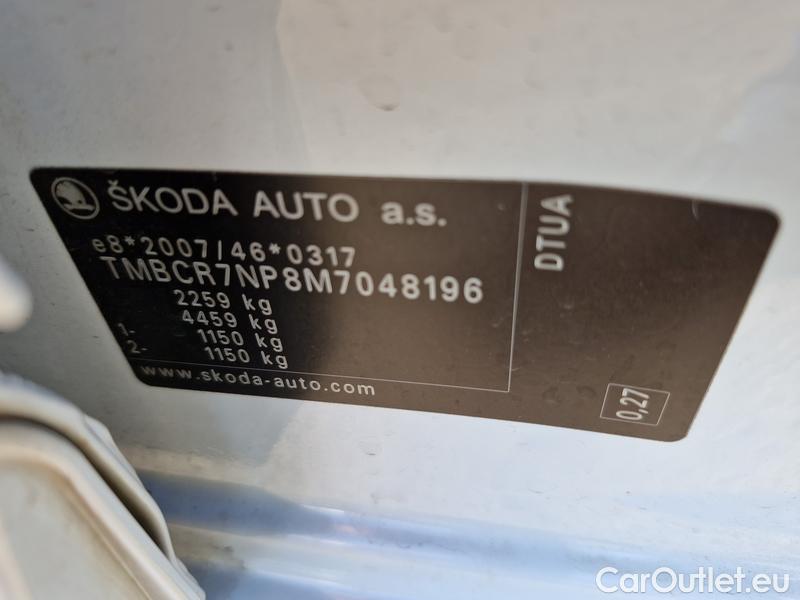 ŠKODA AUTO a.s.
e8*2007/46*0317
TMBCR7NP8M7048196
2259 kg
4459 kg
1- 1150 kg
2- 1150 kg
www.skoda-auto.com
DTUA
0,27
CarOutlet.eu